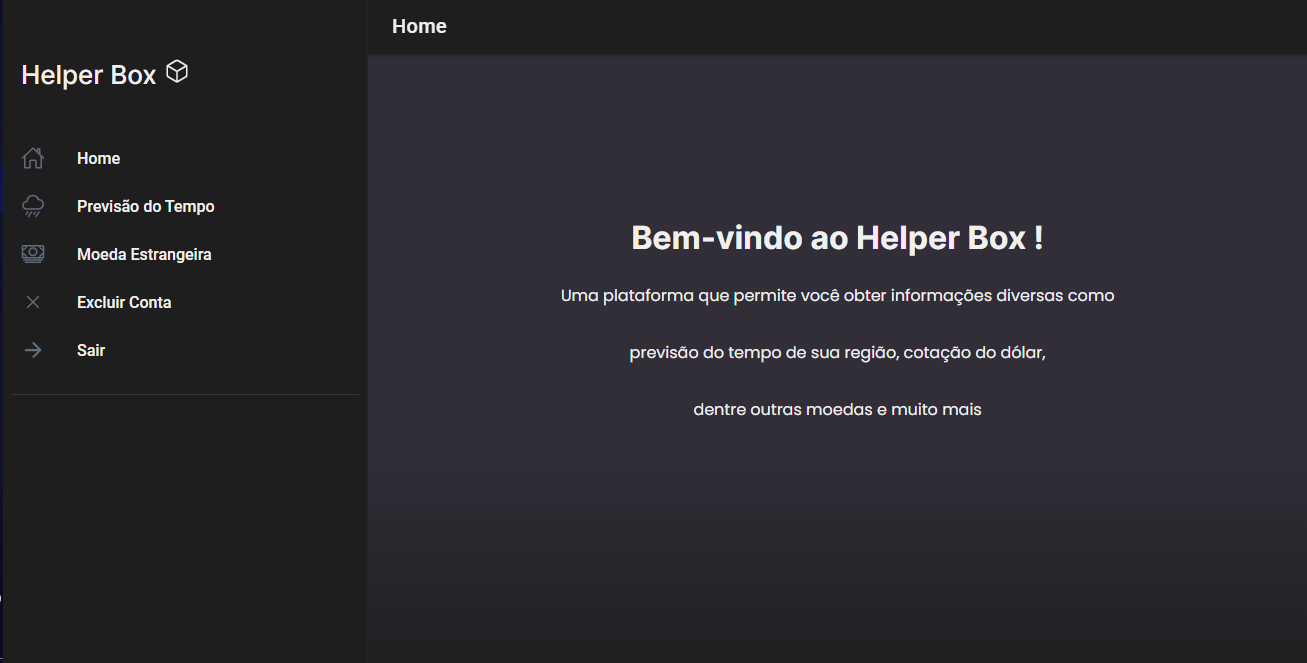 Helper Box
Home
Previsão do Tempo
Moeda Estrangeira
Excluir Conta
Sair
Home
Bem-vindo ao Helper Box !
Uma plataforma que permite você obter informações diversas como
previsão do tempo de sua região, cotação do dólar,
dentre outras moedas e muito mais